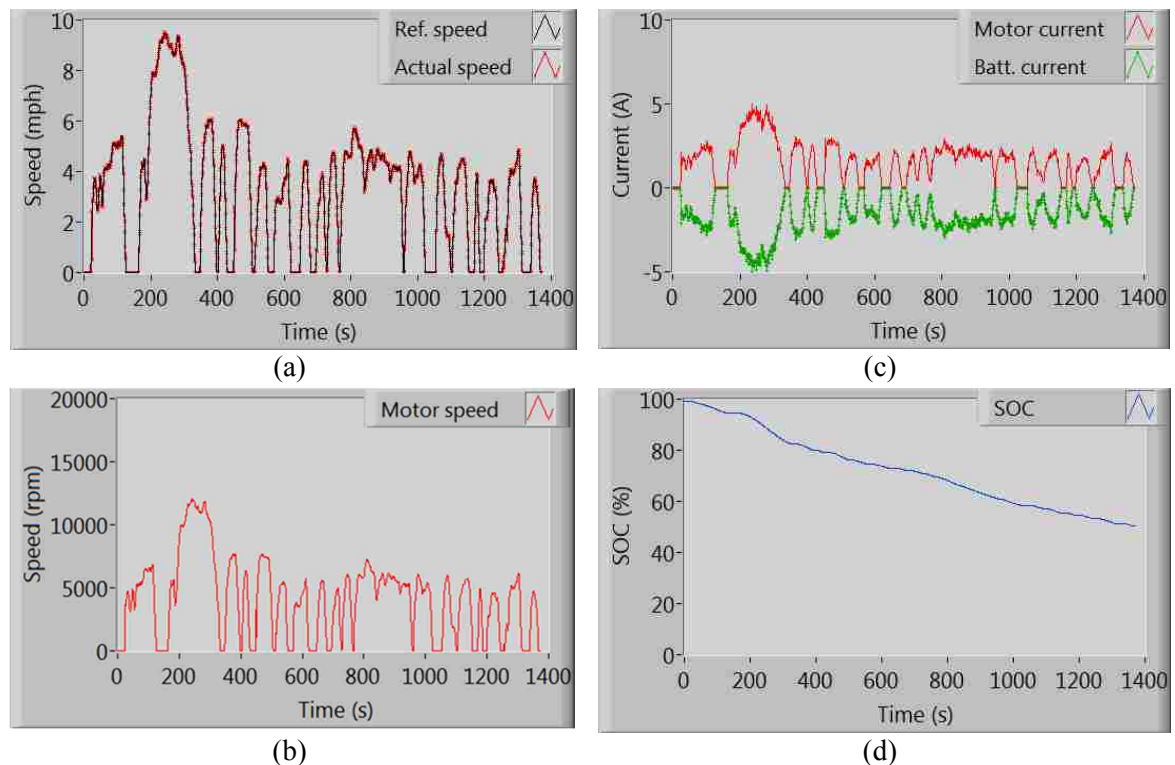 10
8
6
4
2
0
Speed (mph)
Ref. speed
Actual speed
0 200 400 600 800 1000 1200 1400
Time (s)
(a)
10
5
0
-5
Current (A)
Motor current
Batt. current
0 200 400 600 800 1000 1200 1400
Time (s)
(c)
20000
15000
10000
5000
0
Speed (rpm)
Motor speed
0 200 400 600 800 1000 1200 1400
Time (s)
(b)
100
80
60
40
20
0
SOC (%)
SOC
0 200 400 600 800 1000 1200 1400
Time (s)
(d)